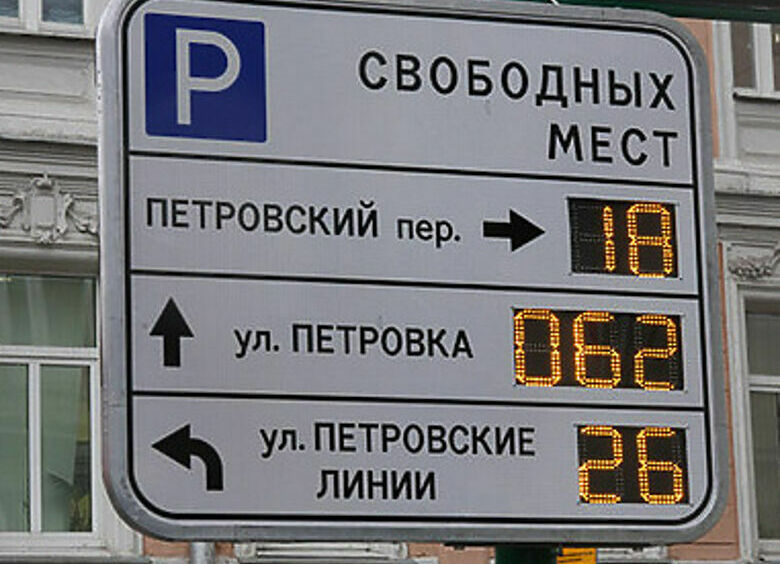 P СВОБОДНЫХ
МЕСТ
ПЕТРОВСКИЙ пер. 18
ул. ПЕТРОВКА 062
ул. ПЕТРОВСКИЕ 26
ЛИНИИ